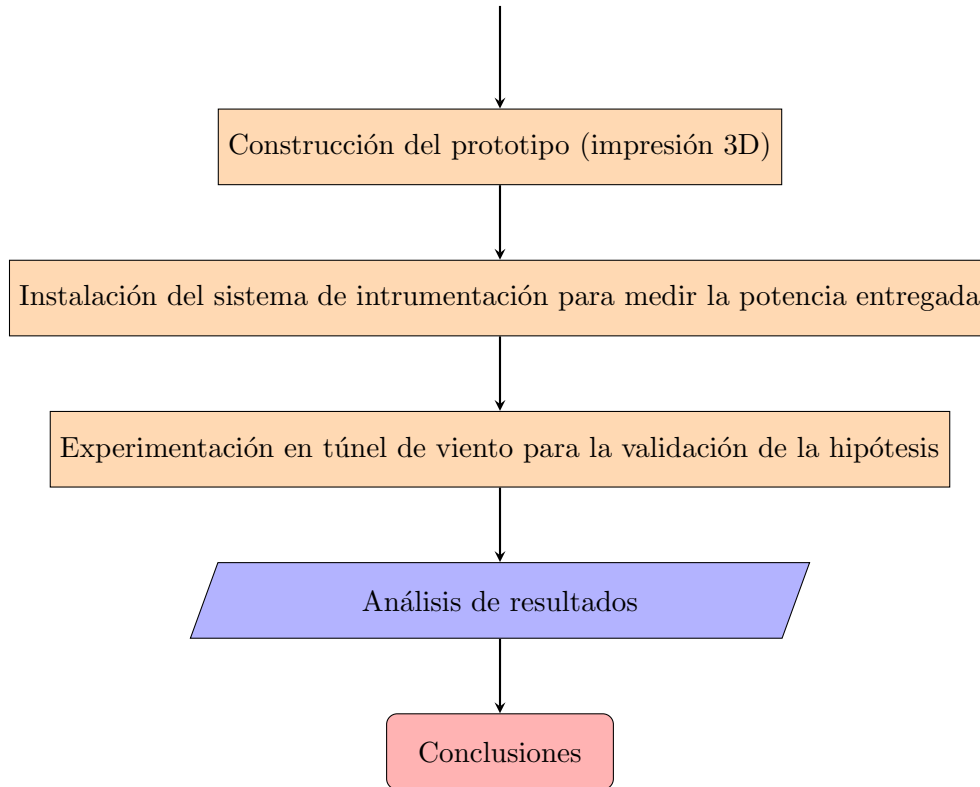 Construcción del prototipo (impresión 3D)
Instalación del sistema de intrumentación para medir la potencia entregada
Experimentación en túnel de viento para la validación de la hipótesis
Análisis de resultados
Conclusiones